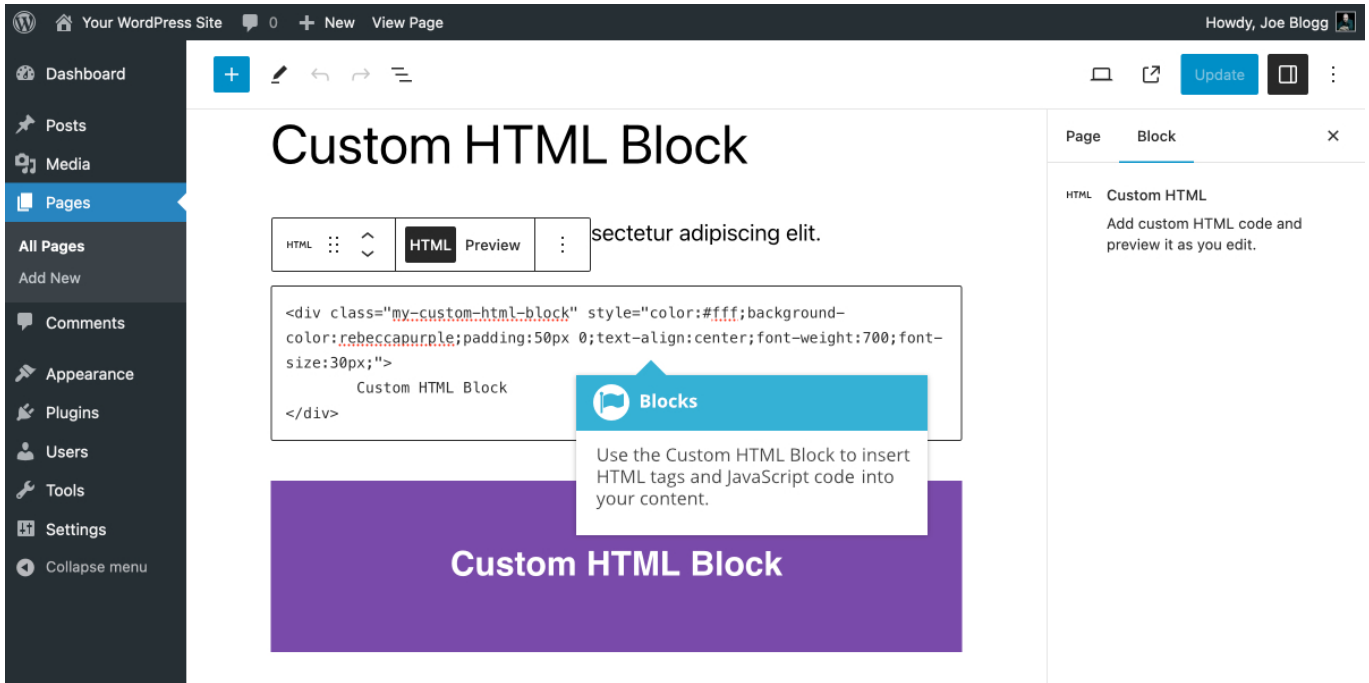 Your WordPress Site 0 New View Page Howdy, Joe Blogg
Dashboard
Posts
Media
Pages
All Pages
Add New
Comments
Appearance
Plugins
Users
Tools
Settings
Collapse menu
Update
Custom HTML Block
HTML HTML Preview
sectetur adipiscing elit.
<div class="my-custom-html-block" style="color:#fff;background-
color:rebeccapurple;padding:50px 0;text-align:center;font-weight:700;font-
size:30px;">
Custom HTML Block
</div>
Blocks
Use the Custom HTML Block to insert
HTML tags and JavaScript code into
your content.
Custom HTML Block
Page Block
HTML Custom HTML
Add custom HTML code and
preview it as you edit.